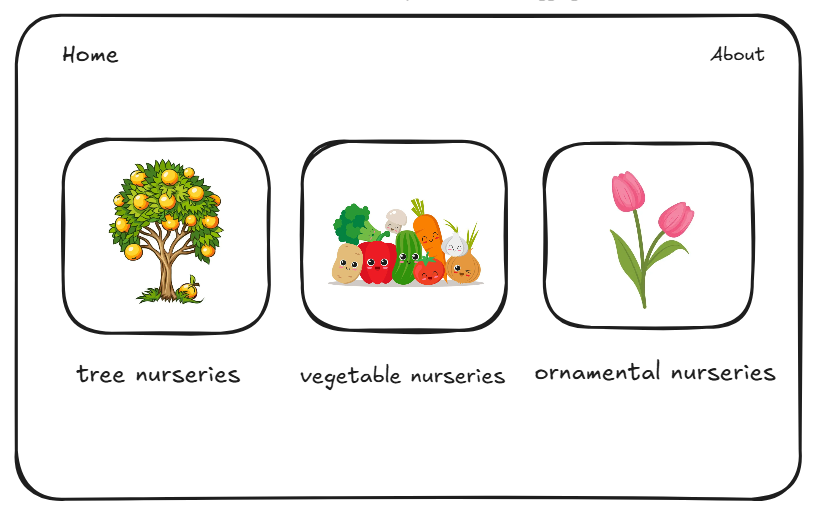 Home
About
tree nurseries
vegetable nurseries
ornamental nurseries